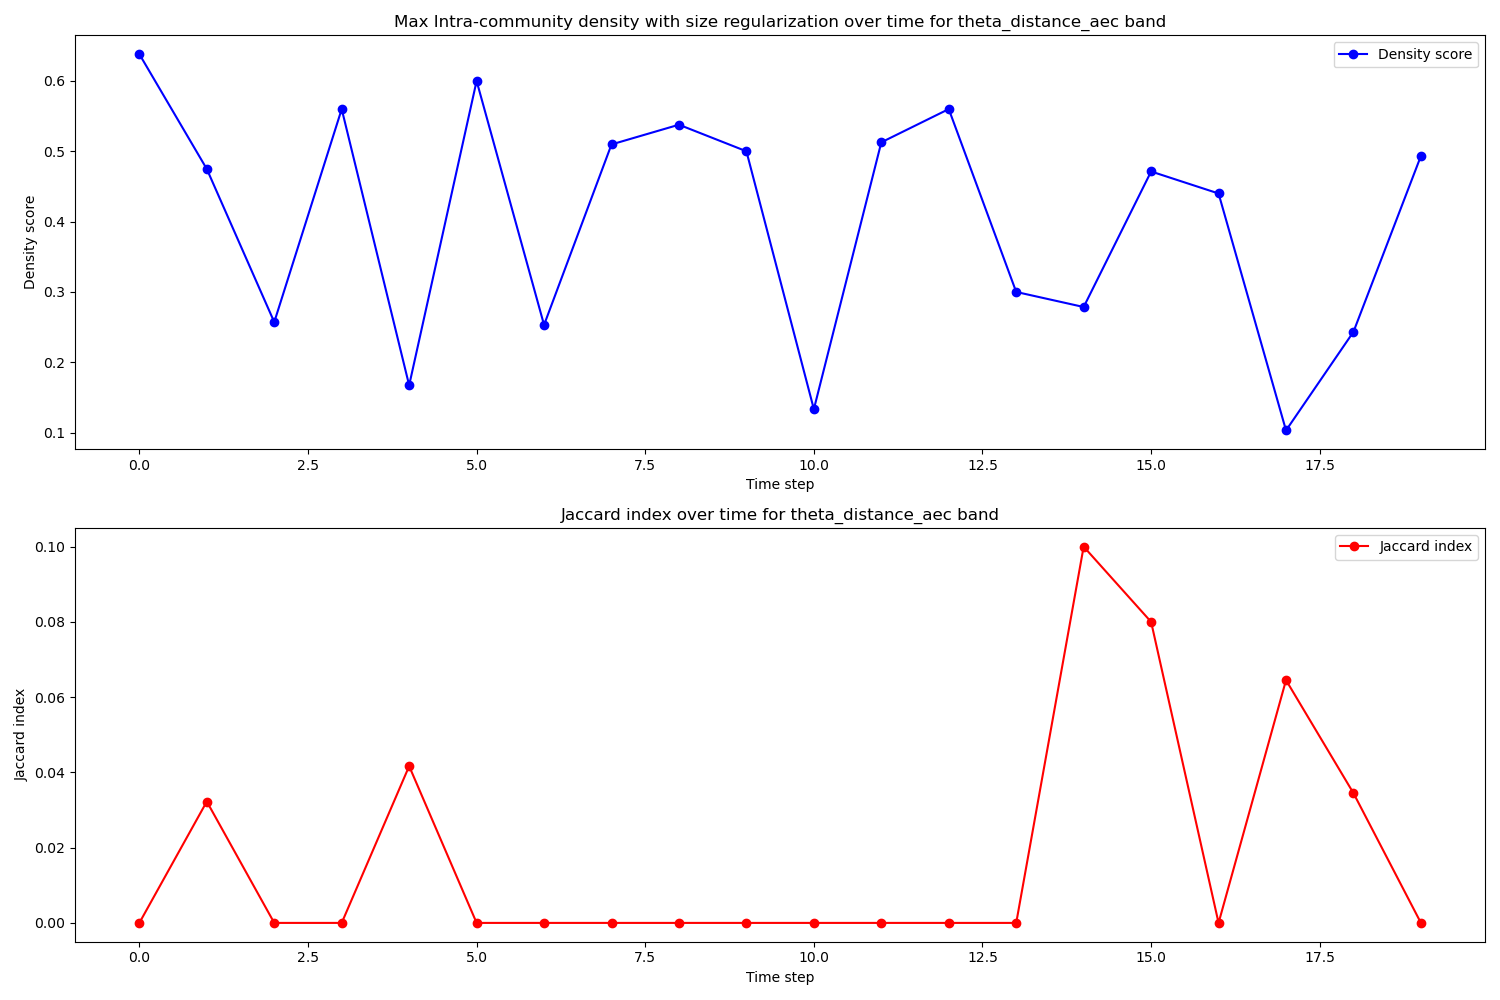 Max Intra-community density with size regularization over time for theta_distance_aec band
Density score
0.6
0.5
0.4
0.3
0.2
0.1
Density score
0.0 2.5 5.0 7.5 10.0 12.5 15.0 17.5
Time step
Jaccard index over time for theta_distance_aec band
Jaccard index
0.10
0.08
0.06
0.04
0.02
0.00
Jaccard index
0.0 2.5 5.0 7.5 10.0 12.5 15.0 17.5
Time step